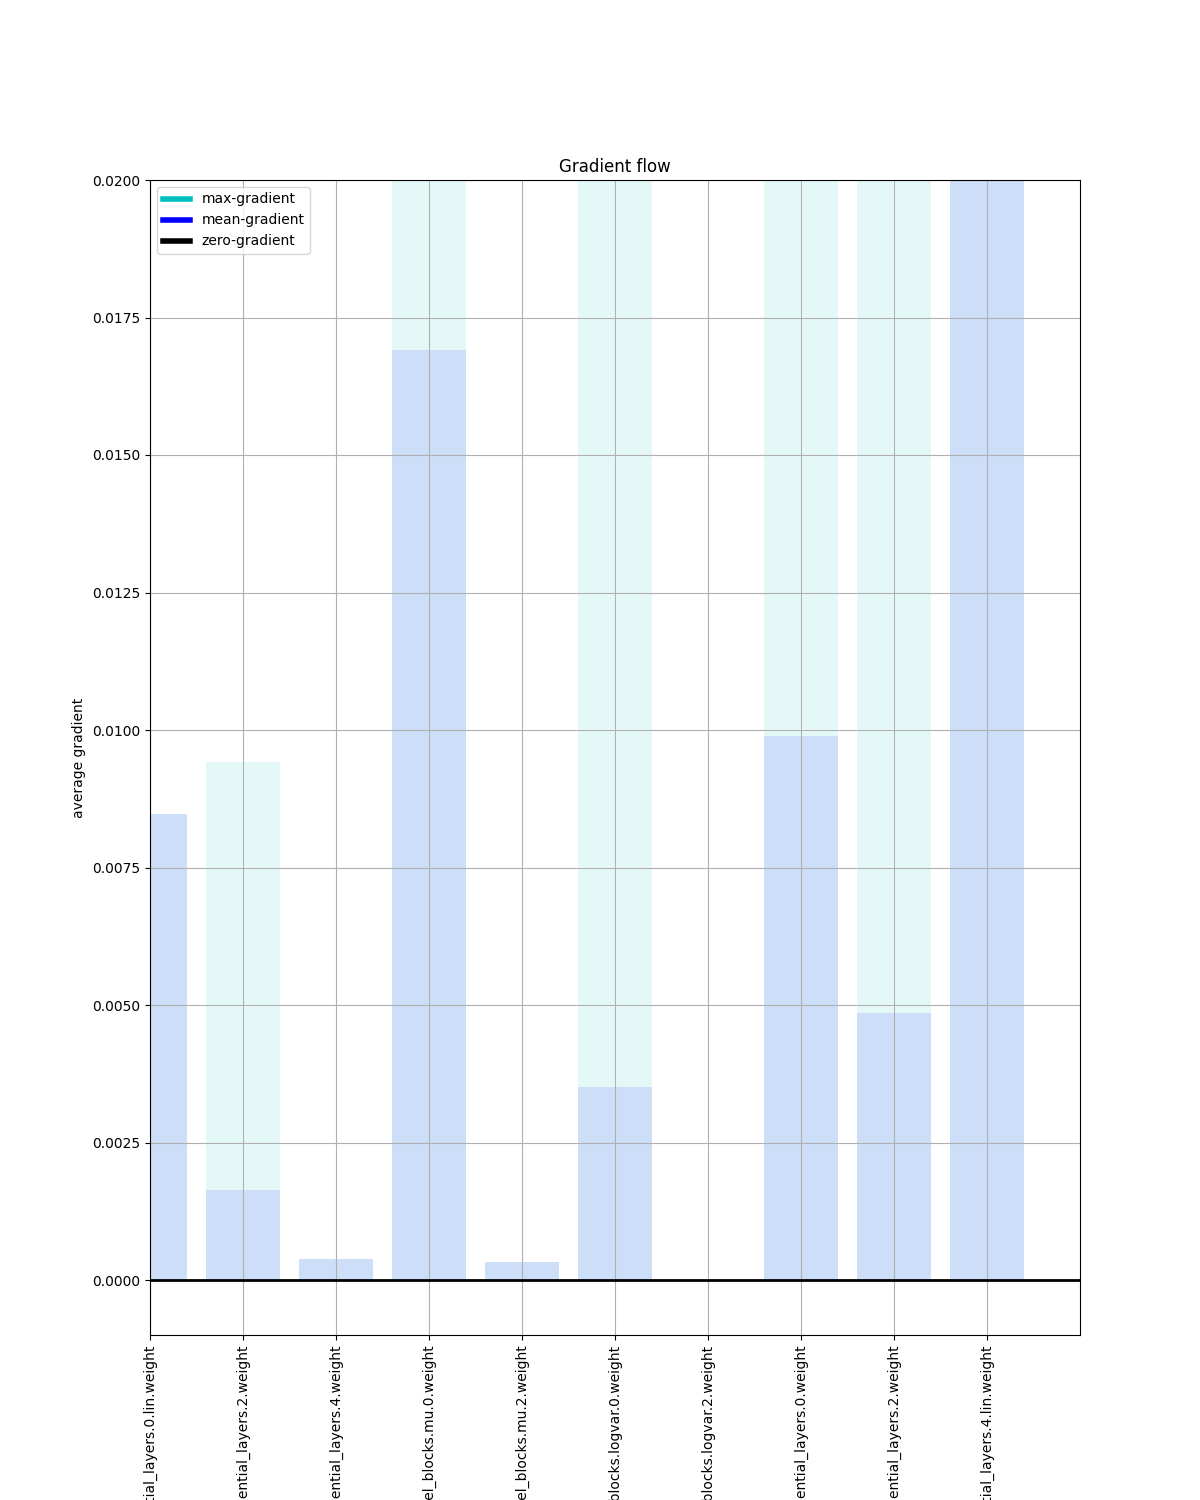 Gradient flow
max-gradient
mean-gradient
zero-gradient
0.0200
0.0175
0.0150
0.0125
0.0100
0.0075
0.0050
0.0025
0.0000
average gradient
tial_layers.0.lin.weight
ential_layers.2.weight
ential_layers.4.weight
el_blocks.mu.0.weight
el_blocks.mu.2.weight
blocks.logvar.0.weight
blocks.logvar.2.weight
ential_layers.0.weight
ential_layers.2.weight
tial_layers.4.lin.weight